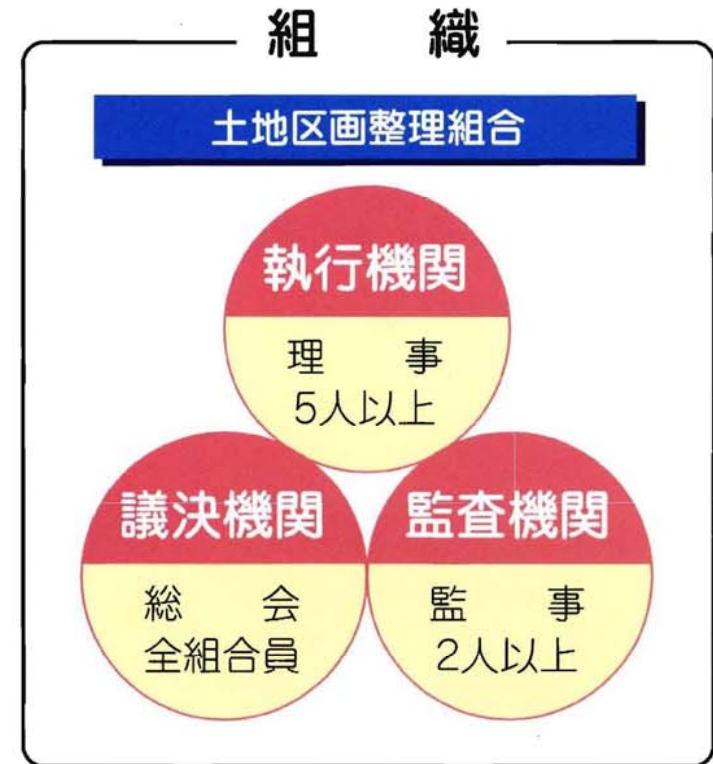 組 織
土地区画整理組合
執行機関
理 事
5人以上
議決機関
総 会
全組合員
監査機関
監 事
2人以上